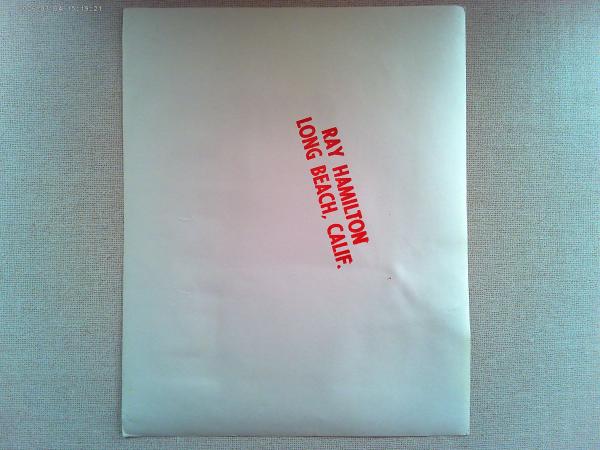 RAY HAMILTON
LONG BEACH, CALIF.